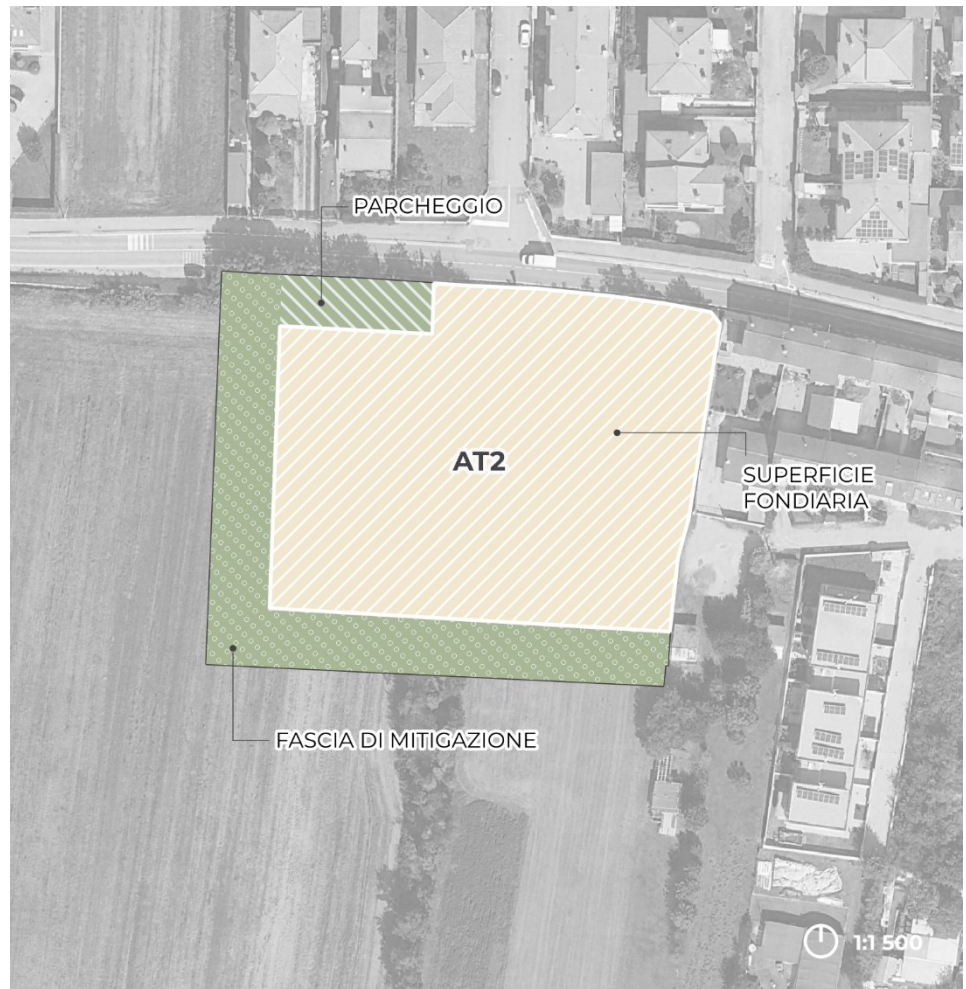 PARCHEGGIO
AT2
SUPERFICIE
FONDIARIA
FASCIA DI MITIGAZIONE
1:1 500